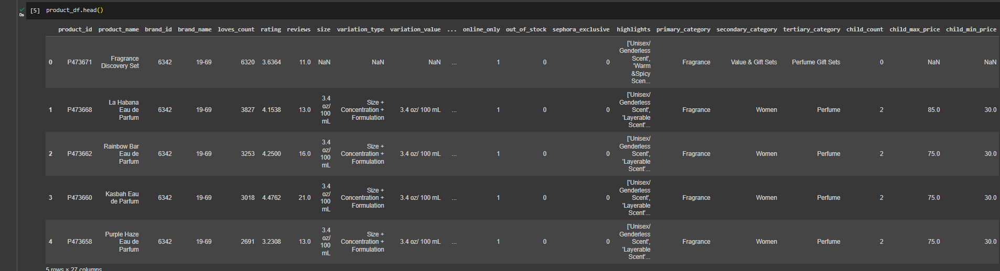 [5] product_df.head()
0s
product_id product_name brand_id brand_name loves_count rating reviews size variation_type variation_value ... online_only out_of_stock sephora_exclusive highlights primary_category secondary_category tertiary_category child_count child_max_price child_min_price
0 P473671 Fragrance Discovery Set 6342 19-69 6320 3.6364 11.0 NaN NaN NaN ... 1 0 0 ['Unisex/ Genderless Scent', 'Warm &Spicy Scen... Fragrance Value & Gift Sets Perfume Gift Sets 0 NaN NaN
1 P473668 La Habana Eau de Parfum 6342 19-69 3827 4.1538 13.0 3.4 oz/ 100 mL Size + Concentration + Formulation 3.4 oz/ 100 mL ... 1 0 0 ['Unisex/ Genderless Scent', 'Layerable Scent'... Fragrance Women Perfume 2 85.0 30.0
2 P473662 Rainbow Bar Eau de Parfum 6342 19-69 3253 4.2500 16.0 3.4 oz/ 100 mL Size + Concentration + Formulation 3.4 oz/ 100 mL ... 1 0 0 ['Unisex/ Genderless Scent', 'Layerable Scent'... Fragrance Women Perfume 2 75.0 30.0
3 P473660 Kasbah Eau de Parfum 6342 19-69 3018 4.4762 21.0 3.4 oz/ 100 mL Size + Concentration + Formulation 3.4 oz/ 100 mL ... 1 0 0 ['Unisex/ Genderless Scent', 'Layerable Scent'... Fragrance Women Perfume 2 75.0 30.0
4 P473658 Purple Haze Eau de Parfum 6342 19-69 2691 3.2308 13.0 3.4 oz/ 100 mL Size + Concentration + Formulation 3.4 oz/ 100 mL ... 1 0 0 ['Unisex/ Genderless Scent', 'Layerable Scent'... Fragrance Women Perfume 2 75.0 30.0
5 rows × 27 columns